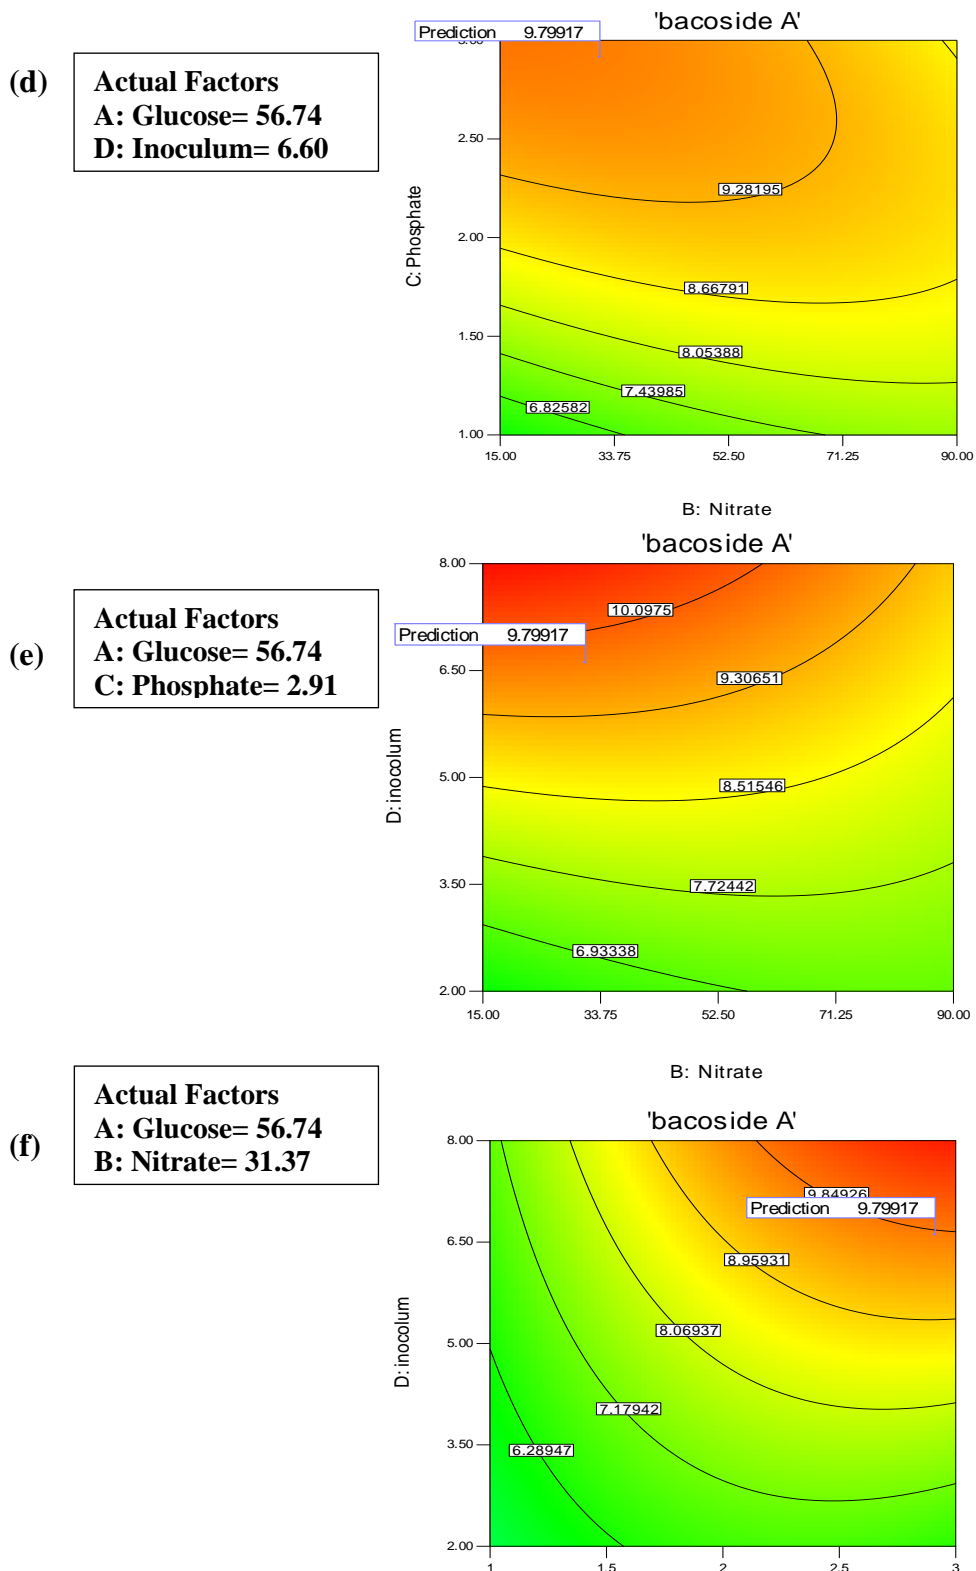 'bacoside A'
Prediction 9.79917
(d)
Actual Factors
A: Glucose= 56.74
D: Inoculum= 6.60
2.50
2.00
1.50
1.00
C: Phosphate
9.28195
8.66791
8.05388
7.43985
6.82582
15.00 33.75 52.50 71.25 90.00
B: Nitrate
'bacoside A'
(e)
Actual Factors
A: Glucose= 56.74
C: Phosphate= 2.91
8.00
6.50
5.00
3.50
2.00
D: inocolum
10.0975
Prediction 9.79917
9.30651
8.51546
7.72442
6.93338
15.00 33.75 52.50 71.25 90.00
B: Nitrate
'bacoside A'
(f)
Actual Factors
A: Glucose= 56.74
B: Nitrate= 31.37
8.00
6.50
5.00
3.50
2.00
D: inocolum
9.84926
Prediction 9.79917
8.95931
8.06937
7.17942
6.28947
1 1.5 2 2.5 3